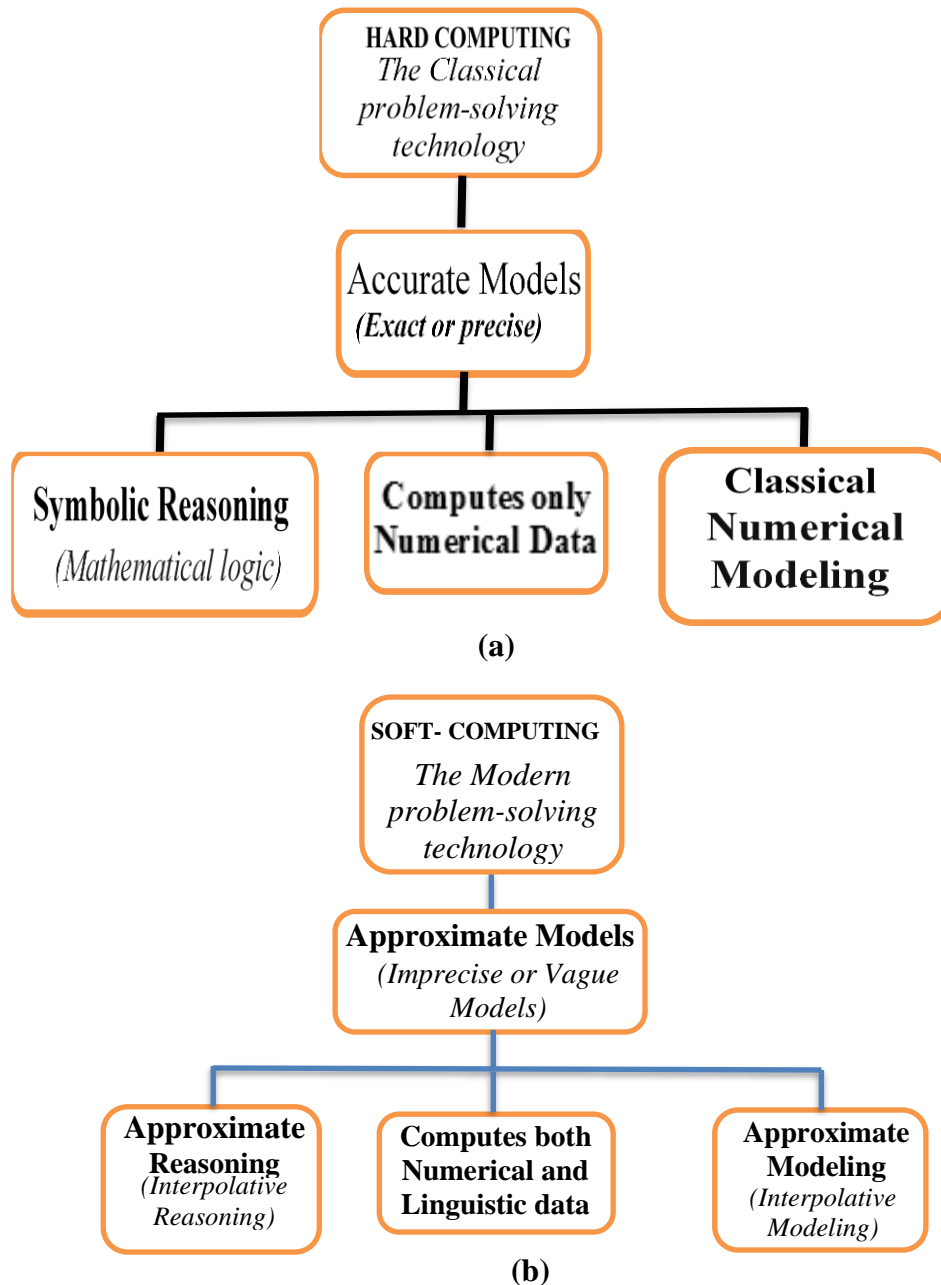 HARD COMPUTING
The Classical
problem-solving
technology
Accurate Models
(Exact or precise)
Symbolic Reasoning
(Mathematical logic)
Computes only
Numerical Data
Classical
Numerical
Modeling
(a)
SOFT- COMPUTING
The Modern
problem-solving
technology
Approximate Models
(Imprecise or Vague
Models)
Approximate
Reasoning
(Interpolative
Reasoning)
Computes both
Numerical and
Linguistic data
Approximate
Modeling
(Interpolative
Modeling)
(b)